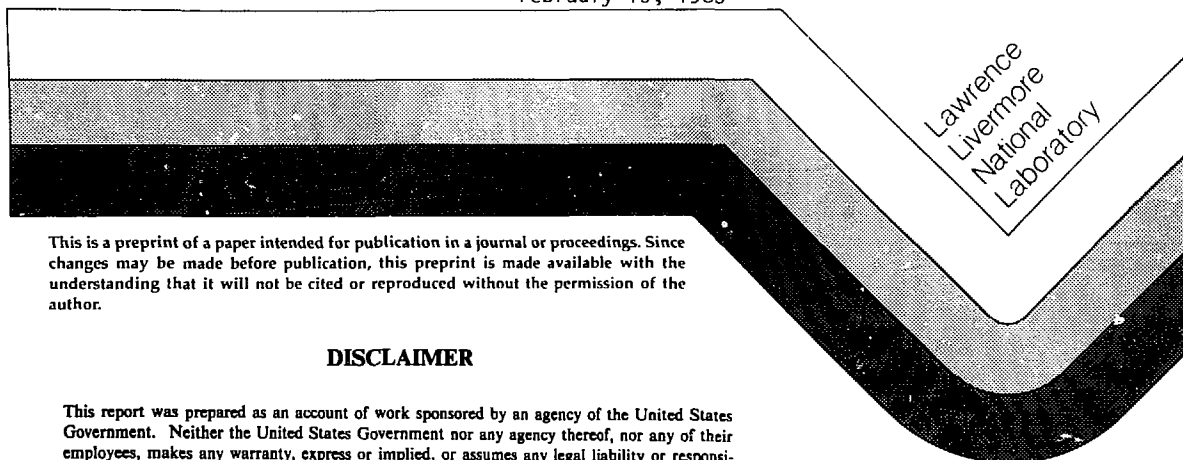 Lawrence
Livermore
National
Laboratory
This is a preprint of a paper intended for publication in a journal or proceedings. Since
changes may be made before publication, this preprint is made available with the
understanding that it will not be cited or reproduced without the permission of the
author.
DISCLAIMER
This report was prepared as an account of work sponsored by an agency of the United States
Government. Neither the United States Government nor any agency thereof, nor any of their
employees, makes any warranty, express or implied, or assumes any legal liability or responsi-